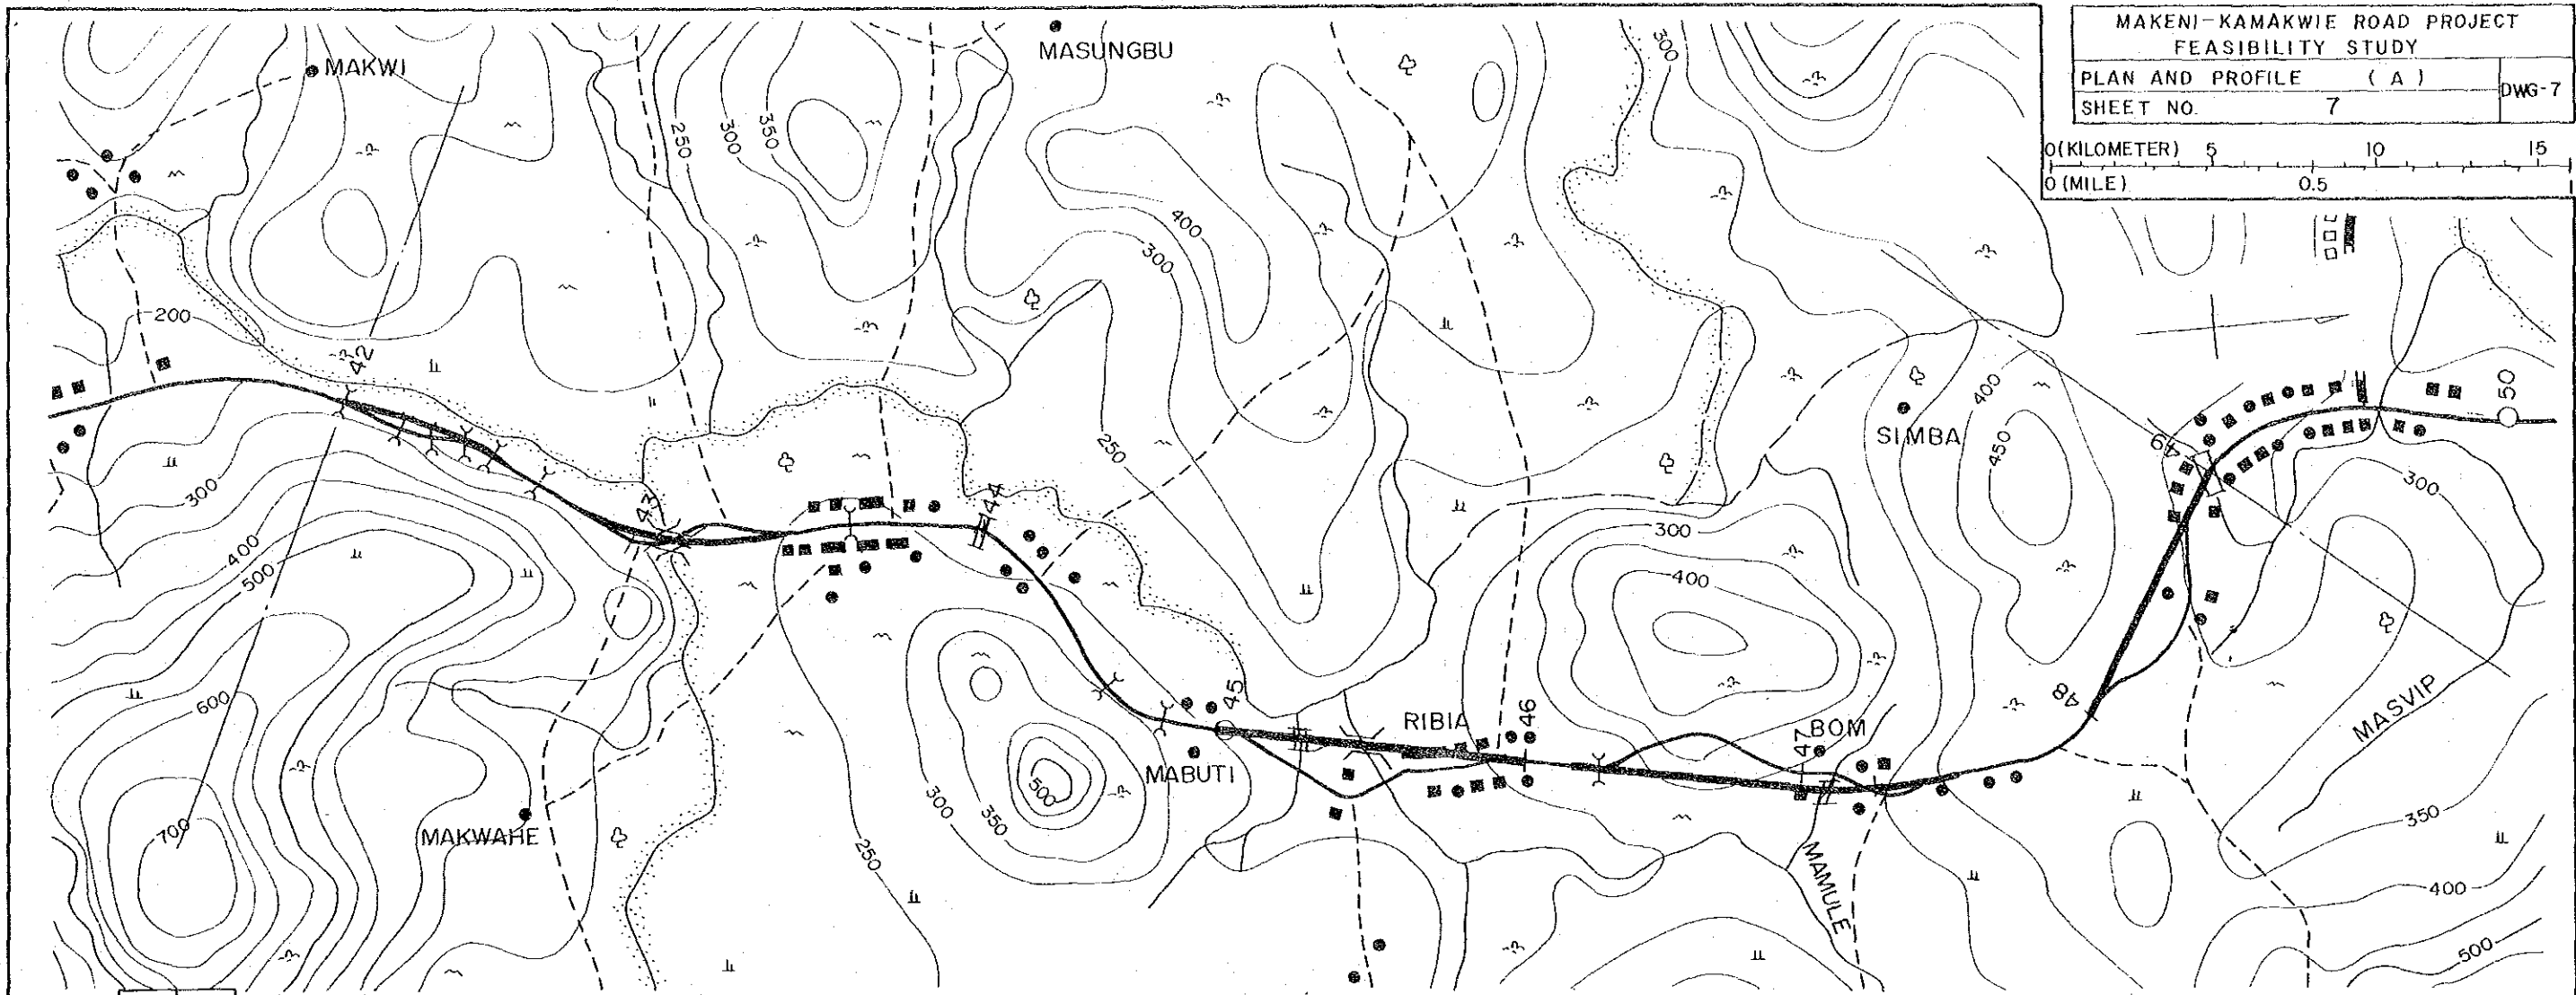 MAKENI-KAMAKWIE ROAD PROJECT
FEASIBILITY STUDY
PLAN AND PROFILE (A)
DWG-7
SHEET NO. 7
0(KILOMETER) 5 10 15
0 (MILE) 0.5 1
MAKWI
MASUNGBU
300
250
300
350
400
300
200
42
SIMBA
400
450
49
50
300
300
43
44
250
300
400
400
500
600
700
MAKWAHE
250
300
350
500
MABUTI
45
RIBIA
46
47
BOM
MAMULE
48
MASVIP
350
400
500